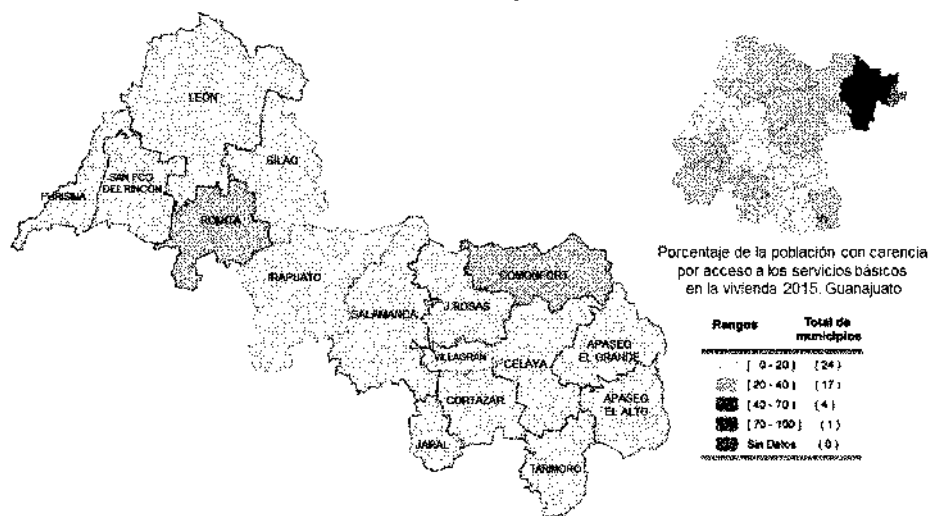 LEÓN
SILAO
SAN FCO
DEL RINCÓN
PURISIMA
ROMITA
IRAPUATO
SALAMANCA
COMONFORT
J.ROSAS
VILLAGRAN
CELAYA
APASEO
EL GRANDE
CORTAZAR
APASEO
EL ALTO
JARAL
TARIMORO
Porcentaje de la población con carencia
por acceso a los servicios básicos
en la vivienda 2015. Guanajuato
Rangos Total de
municipios
[ 0 - 20 ) ( 24 )
[ 20 - 40 ) ( 17 )
[ 40 - 70 ) ( 4 )
[ 70 - 100 ] ( 1 )
Sin Datos ( 0 )